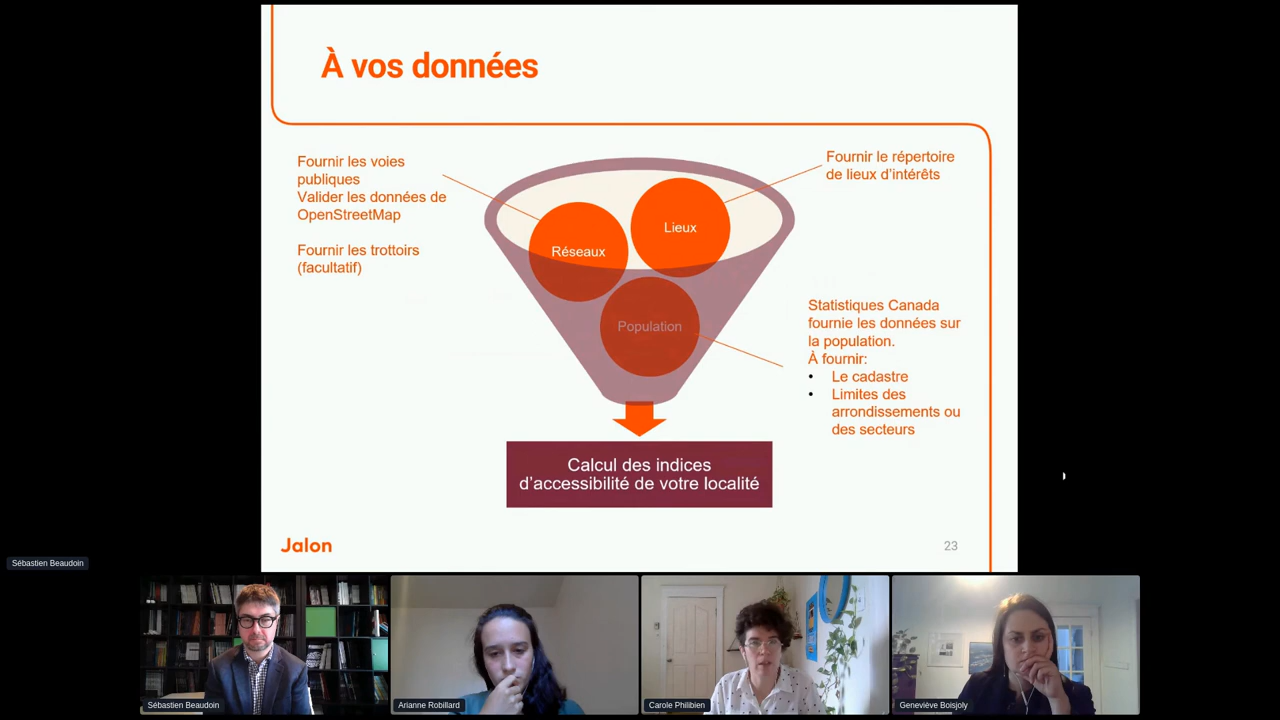 À vos données
Fournir les voies
publiques
Valider les données de
OpenStreetMap
Fournir les trottoirs
(facultatif)
Fournir le répertoire
de lieux d'intérêts
Réseaux
Lieux
Population
Statistiques Canada
fournie les données sur
la population.
À fournir:
• Le cadastre
• Limites des
arrondissements ou
des secteurs
Calcul des indices
d'accessibilité de votre localité
Jalon
23
Sébastien Beaudoin
Sébastien Beaudoin
Arianne Robillard
Carole Philibien
Geneviève Boisjoly